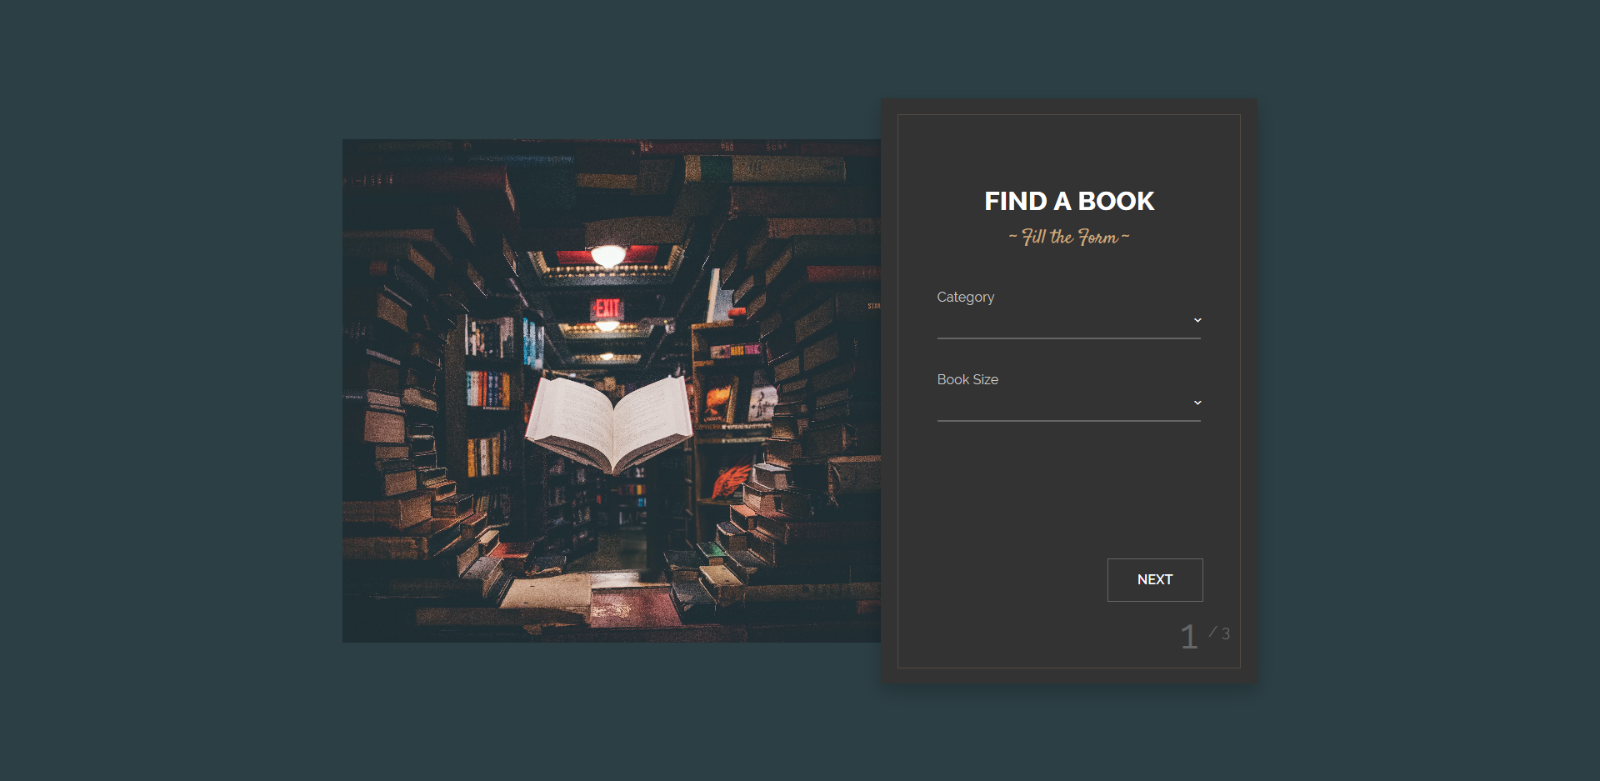 EXIT
FIND A BOOK
~ Fill the Form ~
Category
Book Size
NEXT
1 / 3